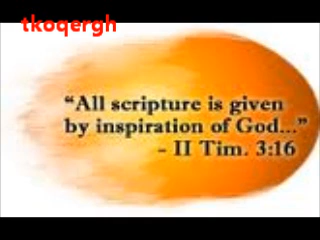 tkoqergh
“All scripture is given
by inspiration of God...”
- II Tim. 3:16